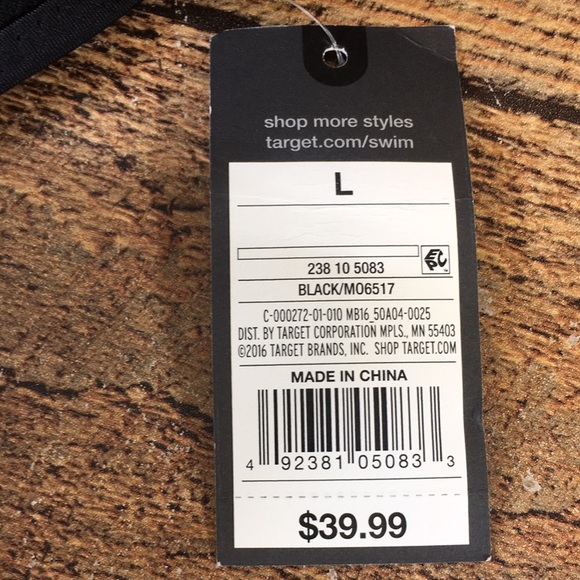 shop more styles
target.com/swim
L
238 10 5083
BLACK/MO6517
C-000272-01-010 MB16 50A04-0025
DIST. BY TARGET CORPORATION MPLS., MN 55403
©2016 TARGET BRANDS, INC. SHOP TARGET.COM
MADE IN CHINA
4 92381 05083 3
$39.99